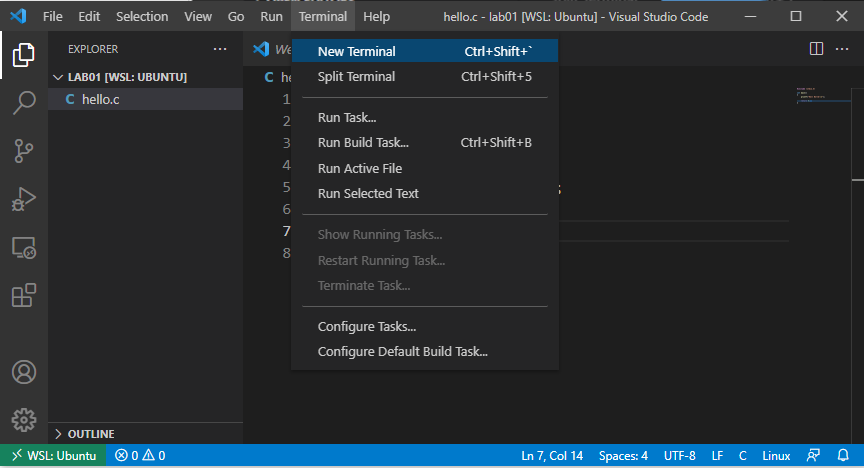 File Edit Selection View Go Run Terminal Help hello.c - lab01 [WSL: Ubuntu] - Visual Studio Code
EXPLORER ···
LAB01 [WSL: UBUNTU]
C hello.c
We
C he
1
2
3
4
5 ;
6
7
8
New Terminal Ctrl+Shift+`
Split Terminal Ctrl+Shift+5
Run Task...
Run Build Task... Ctrl+Shift+B
Run Active File
Run Selected Text
Show Running Tasks...
Restart Running Task...
Terminate Task...
Configure Tasks...
Configure Default Build Task...
OUTLINE
WSL: Ubuntu 0 0 Ln 7, Col 14 Spaces: 4 UTF-8 LF C Linux